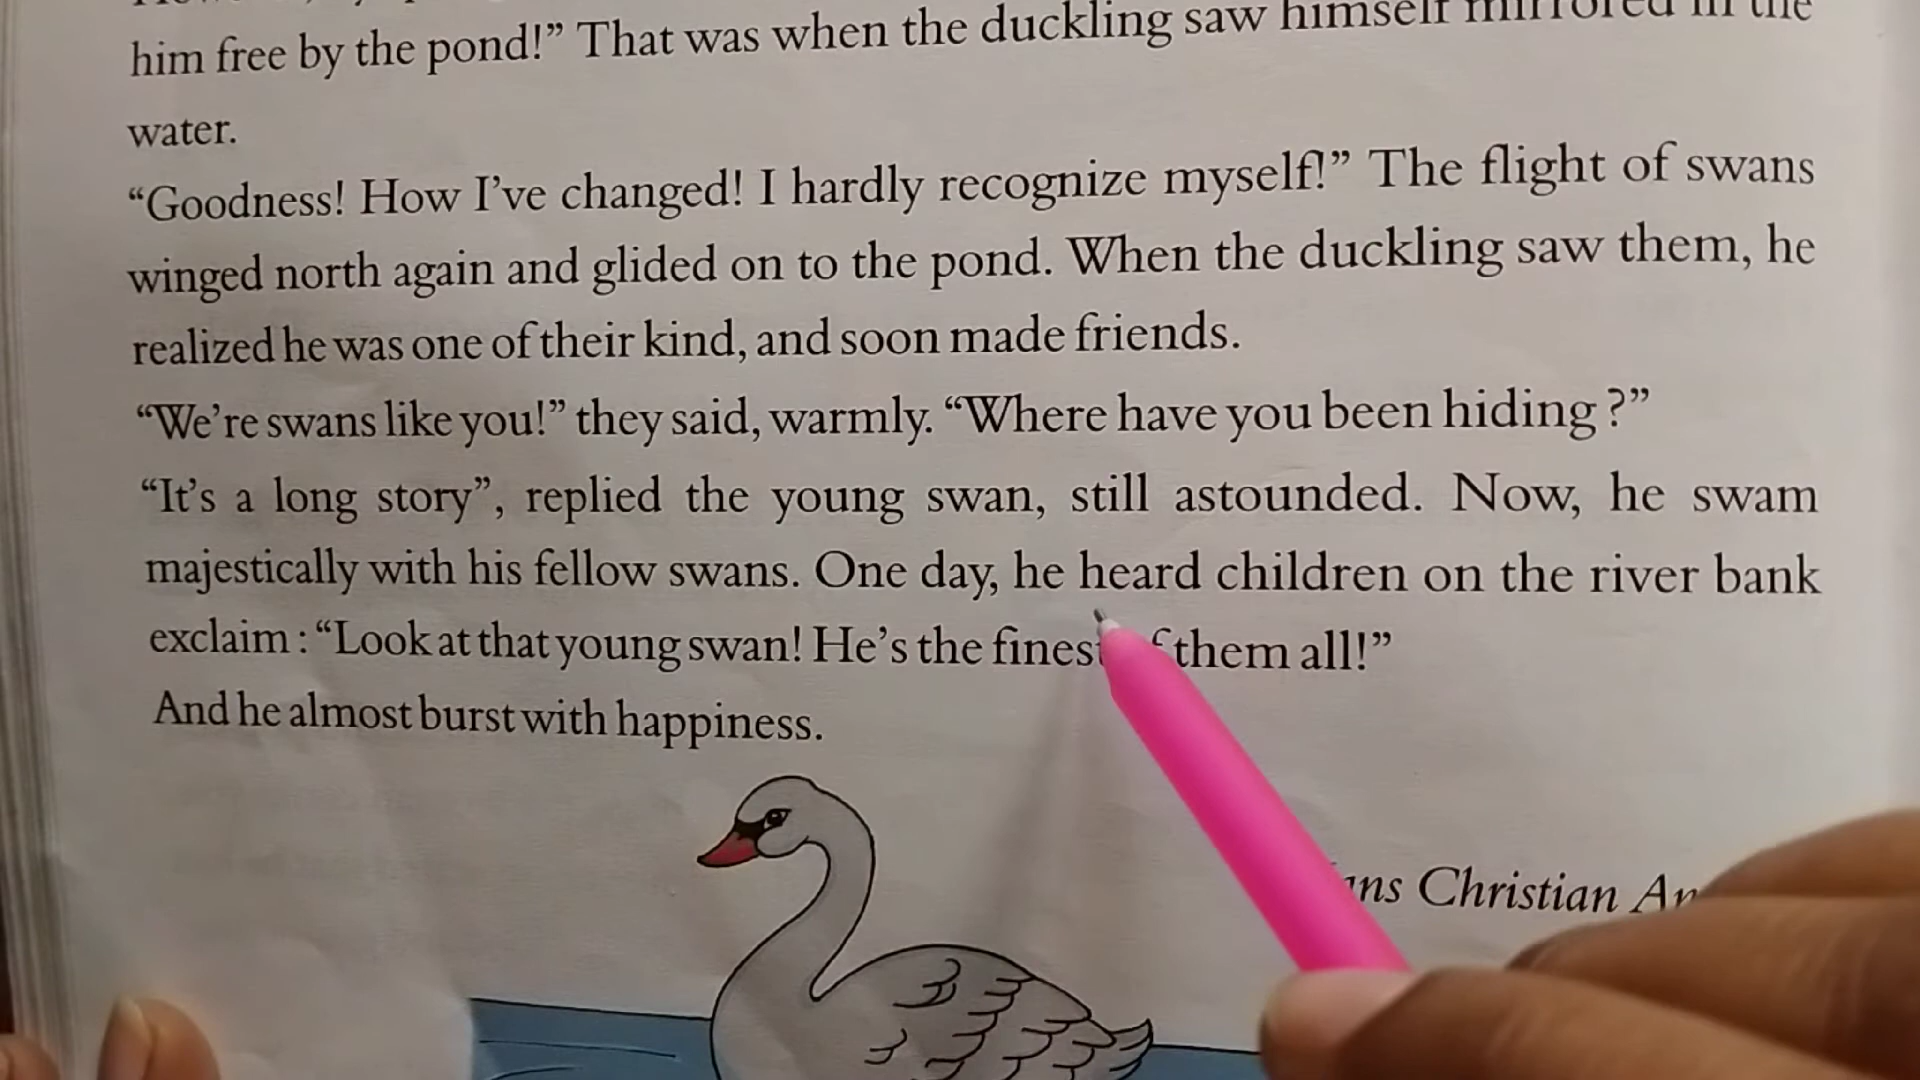 him free by the pond!” That was when the duckling saw himself mirrored in the
water.
“Goodness! How I’ve changed! I hardly recognize myself!” The flight of swans
winged north again and glided on to the pond. When the duckling saw them, he
realized he was one of their kind, and soon made friends.
“We’re swans like you!” they said, warmly. “Where have you been hiding ?”
“It’s a long story”, replied the young swan, still astounded. Now, he swam
majestically with his fellow swans. One day, he heard children on the river bank
exclaim : “Look at that young swan! He’s the finest them all!”
And he almost burst with happiness.
Christian